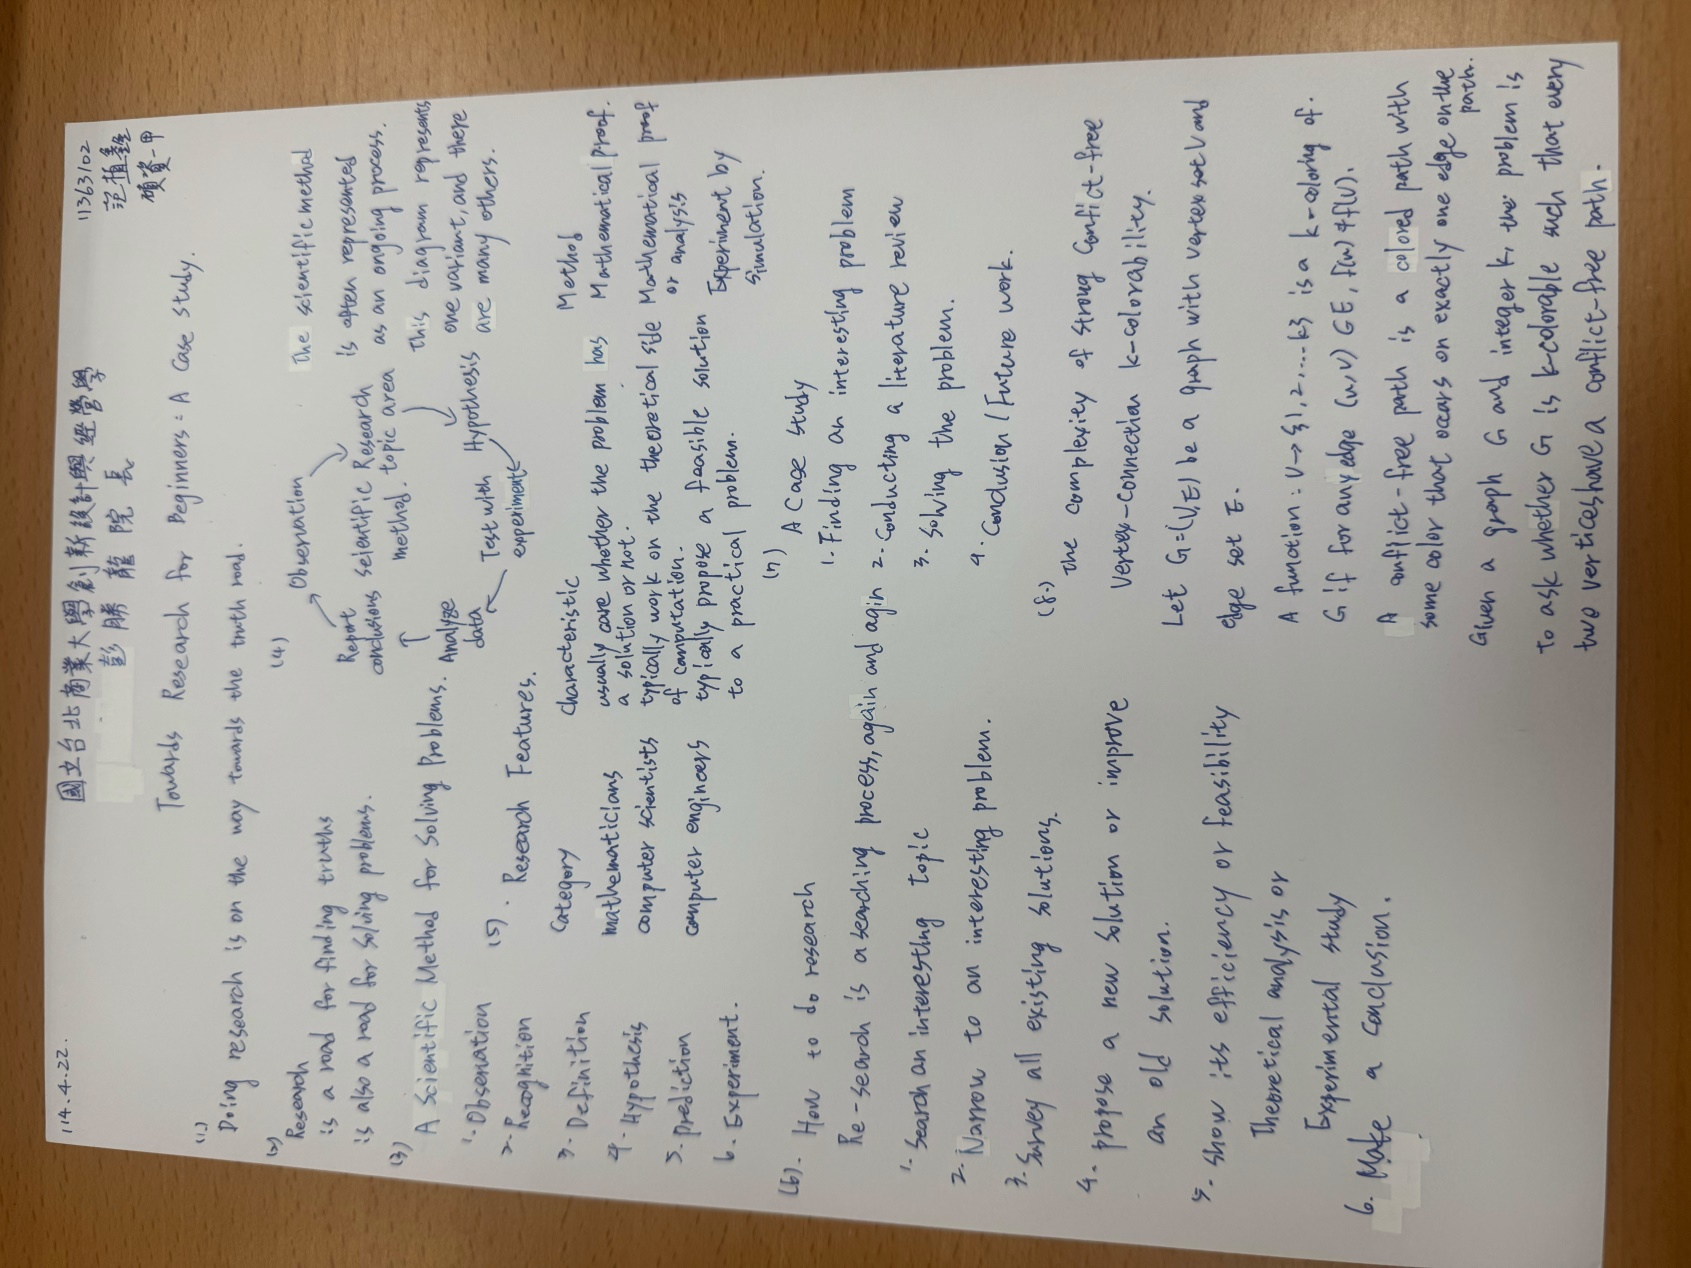 114.4.22.
國立台北商業大學創新設計與經營學
彭勝龍院長
11363102
碩資一甲
Towards Research for Beginners: A Case Study.
(1.)
Doing research is on the way towards the truth road.
(2)
Research
is a road for finding truths
is also a road for solving problems.
(3)
A Scientific Method for Solving Problems.
1. Observation
2. Recognition
3. Definition
4. Hypothesis
5. Prediction
6. Experiment.
(4)
Observation
Research
topic area
Hypothesis
Test with
experiment
Analyze
data
Report
conclusions
scientific
method.
The scientific method
is often represented
as an ongoing process.
This diagram represents
one variant, and there
are many others.
(5). Research Features.
Category Characteristic Method
mathematicians usually care whether the problem has Mathematical proof.
a solution or not.
computer scientists typically work on the theoretical side Mathematical proof
of computation. or analysis
computer engineers typically propose a feasible solution Experiment by
to a practical problem. Simulation.
(6). How to do research
Re-search is a searching process, again and again
1. Search an interesting topic
2. Narrow to an interesting problem.
3. Survey all existing solutions.
4. propose a new solution or improve
an old solution.
5. Show its efficiency or feasibility
Theoretical analysis or
Experimental study
6. Make a conclusion.
(7) A Case study
1. Finding an interesting problem
2. Conducting a literature review
3. Solving the problem.
4. Conclusion / Future work.
(8.)
The complexity of Strong Conflict-free
Vertex-Connection k-colorability.
Let G=(V,E) be a graph with vertex set V and
edge set E.
A function: V→{1,2,...k} is a k-coloring of.
G if for any edge (u,v)GE, f(u)≠f(v).
A conflict-free path is a colored path with
some color that occars on exactly one edge on the
path.
Given a graph G and integer k, the problem is
to ask whether G is k-colorable such that every
two vertices have a conflict-free path.